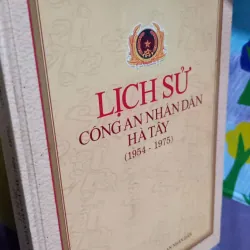 LỊCH SỬ
CÔNG AN NHÂN DÂN
HÀ TÂY
(1954 - 1975)